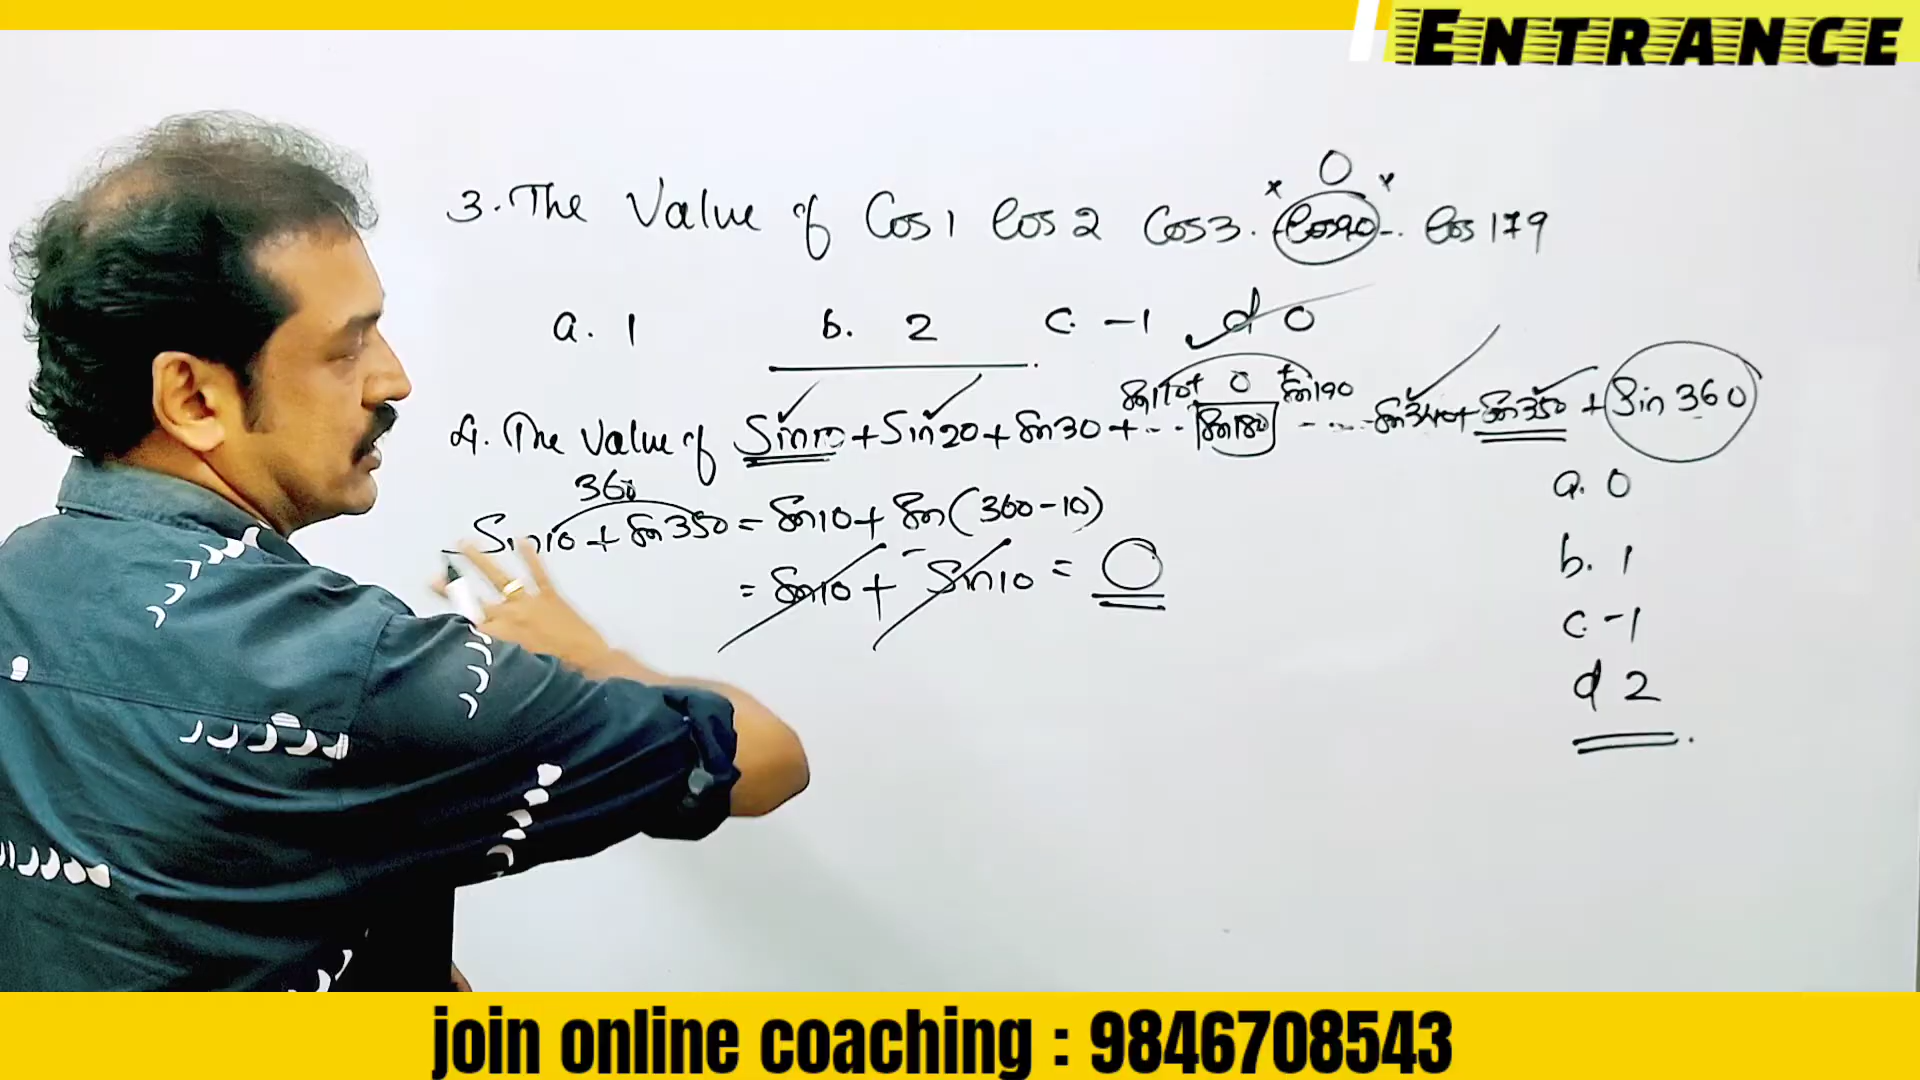 ENTRANCE
3. The Value of Cos1 Cos2 Cos3. - Cos90 - . Cos179
x 0 x
a. 1 b. 2 c. -1 d 0
Sin170+ 0 + Sin190
4. The Value of Sin10 + Sin20 + Sin30 + - - Sin180 - .... Sin340 + Sin350 + Sin360
360
Sin10 + Sin350 = Sin10 + Sin(360-10)
= Sin10 + - Sin10 = 0
a. 0
b. 1
c. -1
d 2
join online coaching : 9846708543